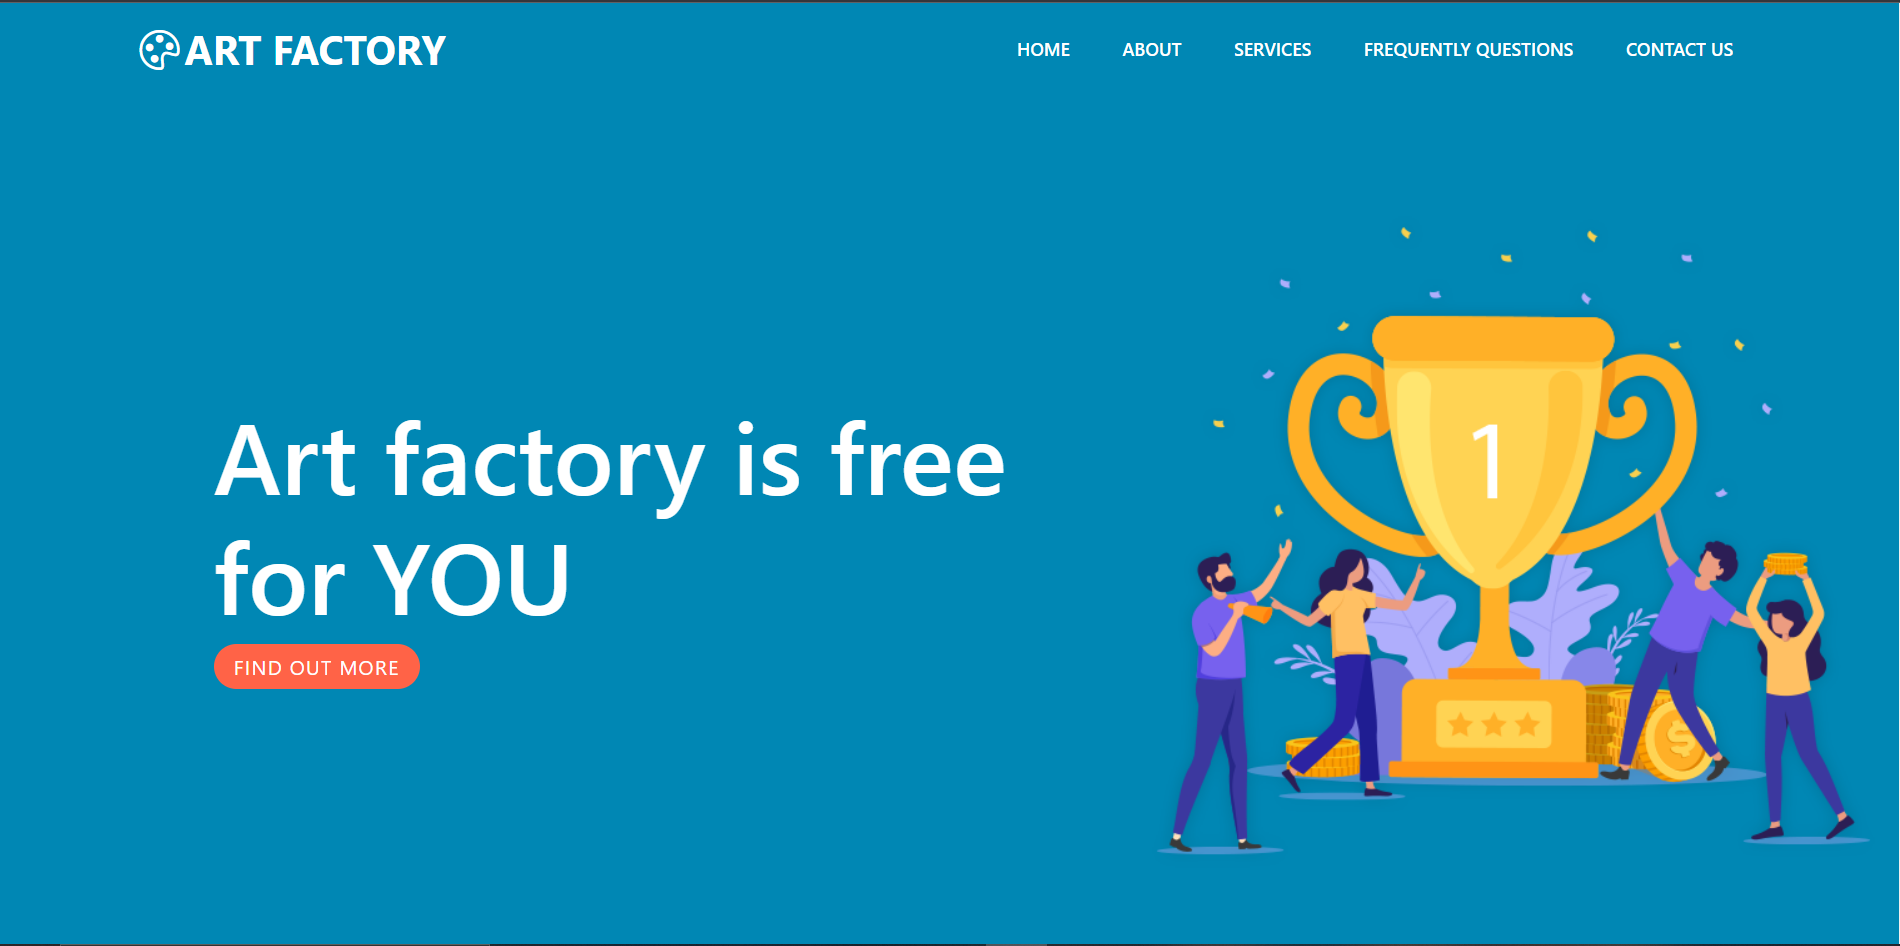 ART FACTORY
HOME ABOUT SERVICES FREQUENTLY QUESTIONS CONTACT US
Art factory is free
for YOU
FIND OUT MORE
1
$